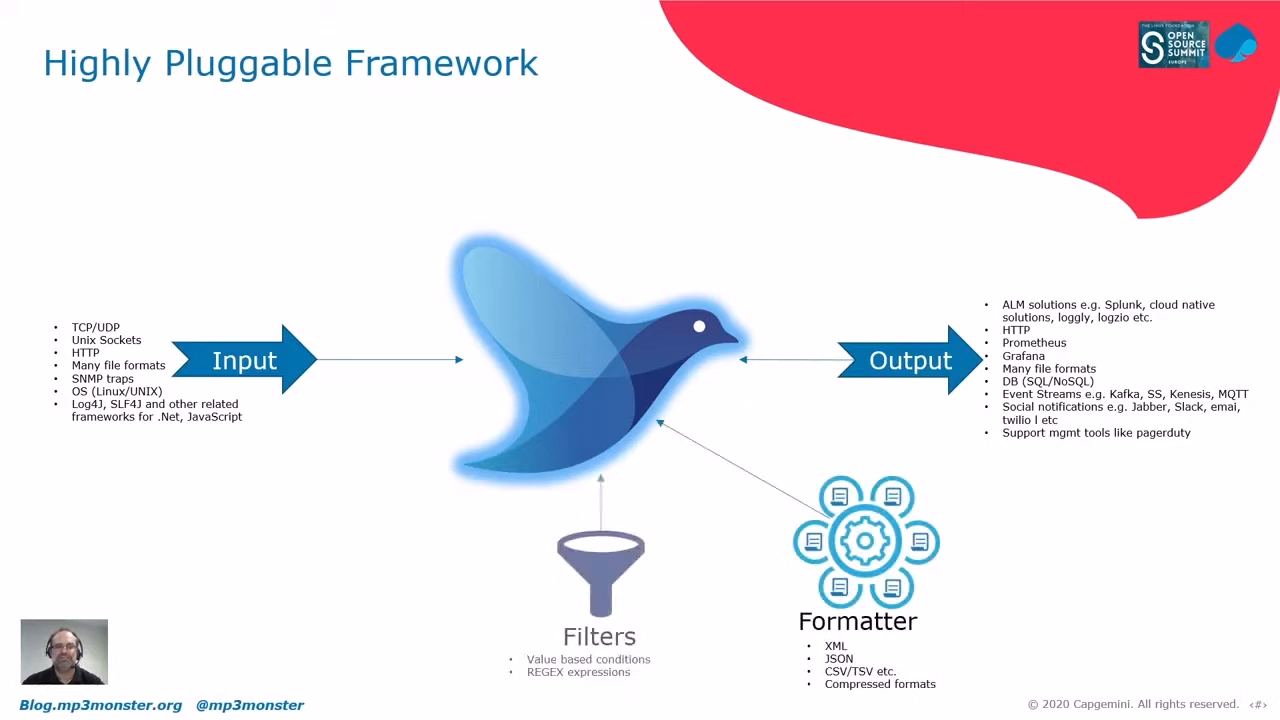 Highly Pluggable Framework
THE LINUX FOUNDATION
OPEN
SOURCE
SUMMIT
EUROPE
• TCP/UDP
• Unix Sockets
• HTTP
• Many file formats
• SNMP traps
• OS (Linux/UNIX)
• Log4J, SLF4J and other related
frameworks for .Net, JavaScript
Input
Output
• ALM solutions e.g. Splunk, cloud native
solutions, loggly, logzio etc.
• HTTP
• Prometheus
• Grafana
• Many file formats
• DB (SQL/NoSQL)
• Event Streams e.g. Kafka, SS, Kenesis, MQTT
• Social notifications e.g. Jabber, Slack, emai,
twilio l etc
• Support mgmt tools like pagerduty
Filters
• Value based conditions
• REGEX expressions
Formatter
• XML
• JSON
• CSV/TSV etc.
• Compressed formats
Blog.mp3monster.org @mp3monster
© 2020 Capgemini. All rights reserved. ‹#›